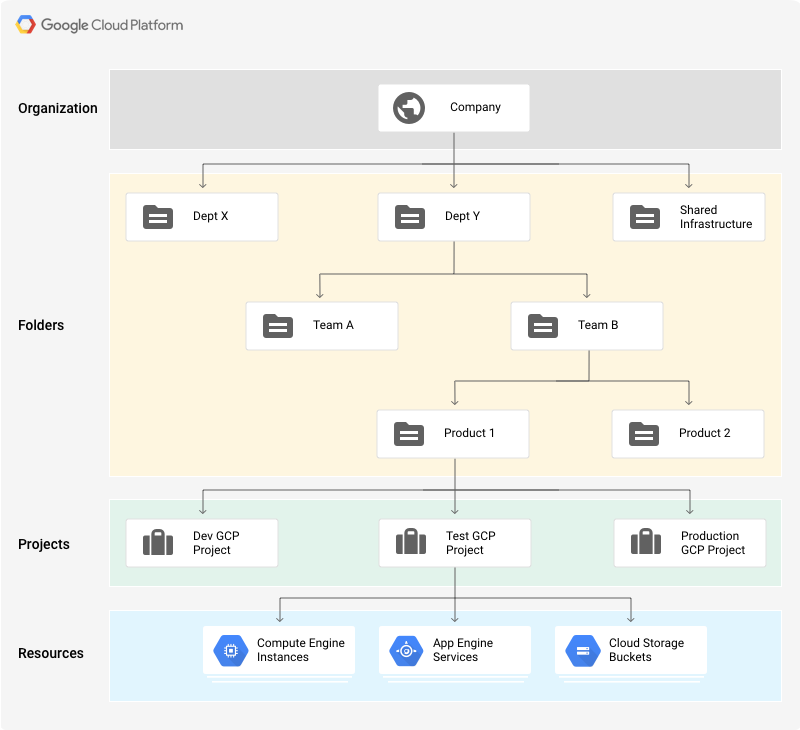 Google Cloud Platform
Organization
Company
Dept X
Dept Y
Shared
Infrastructure
Folders
Team A
Team B
Product 1
Product 2
Projects
Dev GCP
Project
Test GCP
Project
Production
GCP Project
Resources
Compute Engine
Instances
App Engine
Services
Cloud Storage
Buckets